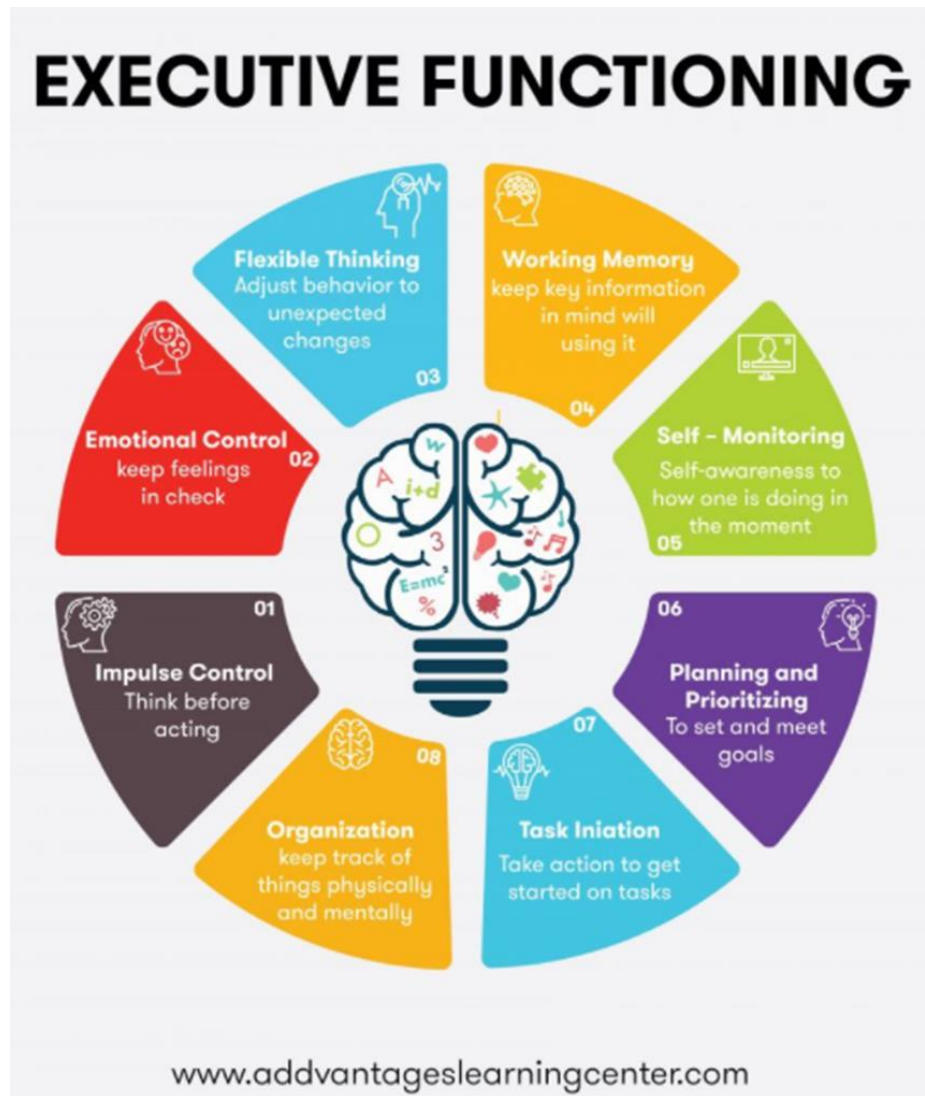 EXECUTIVE FUNCTIONING
01
Impulse Control
Think before
acting
Emotional Control
02
keep feelings
in check
Flexible Thinking
Adjust behavior to
unexpected
changes
03
Working Memory
keep key information
in mind will
using it
04
Self - Monitoring
Self-awareness to
how one is doing in
the moment
05
06
Planning and
Prioritizing
To set and meet
goals
07
Task Iniation
Take action to get
started on tasks
08
Organization
keep track of
things physically
and mentally
W
A
i+d
3
E=mc²
%
www.addvantageslearningcenter.com